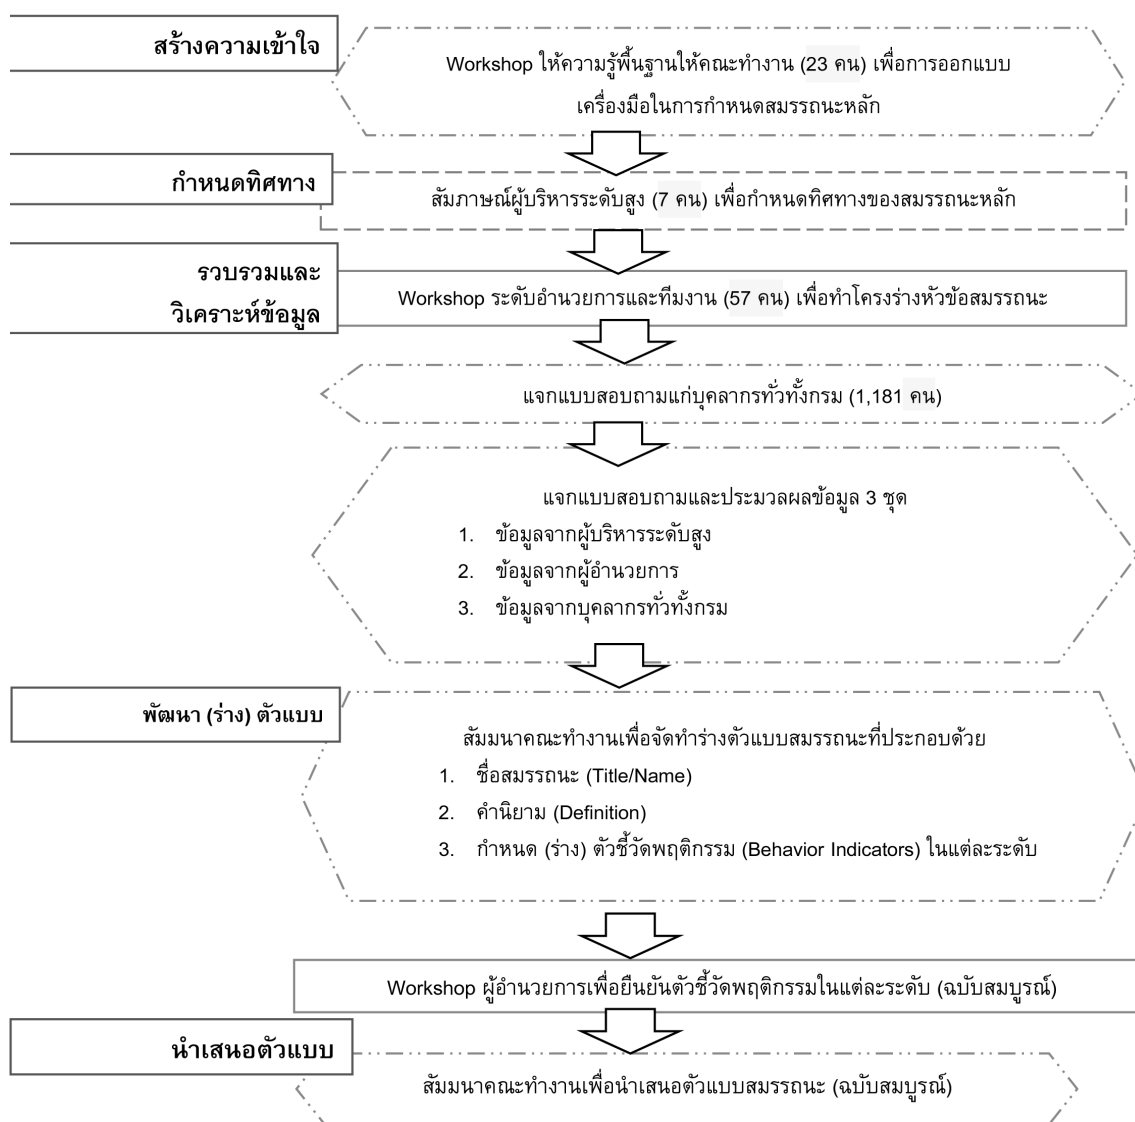 สร้างความเข้าใจ
Workshop ให้ความรู้พื้นฐานให้คณะทำงาน (23 คน) เพื่อการออกแบบ
เครื่องมือในการกำหนดสมรรถนะหลัก
กำหนดทิศทาง
สัมภาษณ์ผู้บริหารระดับสูง (7 คน) เพื่อกำหนดทิศทางของสมรรถนะหลัก
รวบรวมและ
วิเคราะห์ข้อมูล
Workshop ระดับอำนวยการและทีมงาน (57 คน) เพื่อทำโครงร่างหัวข้อสมรรถนะ
แจกแบบสอบถามแก่บุคลากรทั่วทั้งกรม (1,181 คน)
แจกแบบสอบถามและประมวลผลข้อมูล 3 ชุด
1. ข้อมูลจากผู้บริหารระดับสูง
2. ข้อมูลจากผู้อำนวยการ
3. ข้อมูลจากบุคลากรทั่วทั้งกรม
พัฒนา (ร่าง) ตัวแบบ
สัมมนาคณะทำงานเพื่อจัดทำร่างตัวแบบสมรรถนะที่ประกอบด้วย
1. ชื่อสมรรถนะ (Title/Name)
2. คำนิยาม (Definition)
3. กำหนด (ร่าง) ตัวชี้วัดพฤติกรรม (Behavior Indicators) ในแต่ละระดับ
Workshop ผู้อำนวยการเพื่อยืนยันตัวชี้วัดพฤติกรรมในแต่ละระดับ (ฉบับสมบูรณ์)
นำเสนอตัวแบบ
สัมมนาคณะทำงานเพื่อนำเสนอตัวแบบสมรรถนะ (ฉบับสมบูรณ์)